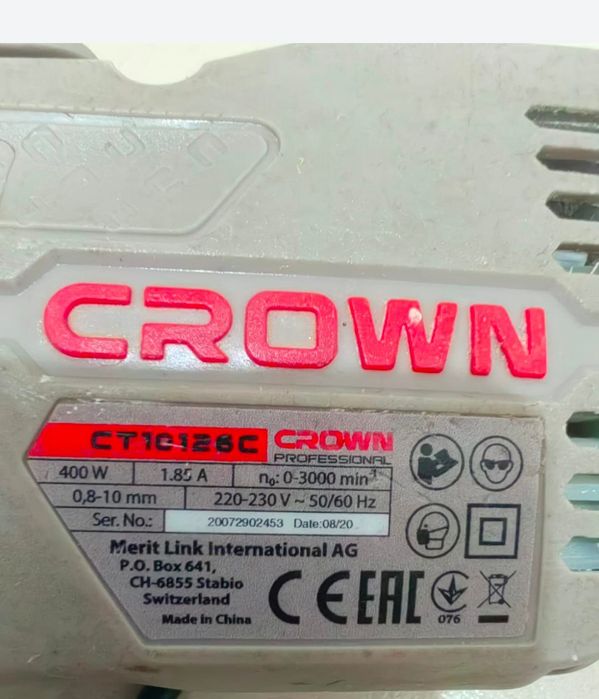 CROWN
CT10126C CROWN
PROFESSIONAL
400 W 1.85 A n₀: 0-3000 min⁻¹
0,8-10 mm 220-230 V ~ 50/60 Hz
Ser. No.: 20072902453 Date:08/20
Merit Link International AG
P.O. Box 641,
CH-6855 Stabio
Switzerland
Made in China
CE EAC 076